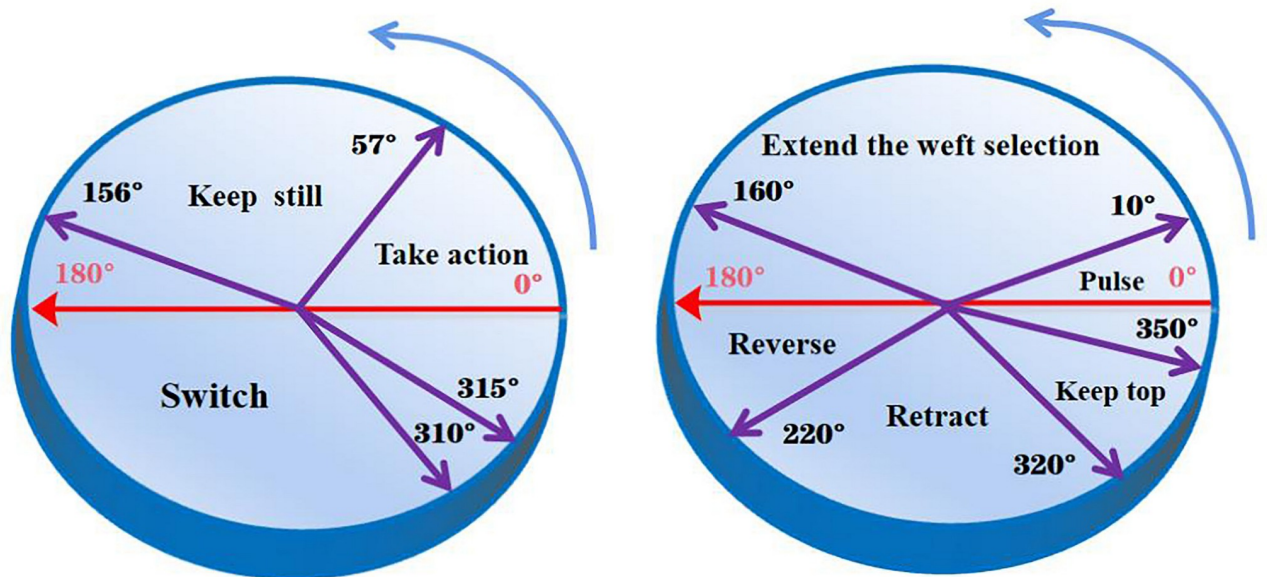 57°
156°
Keep still
Take action
180°
0°
Switch
315°
310°
Extend the weft selection
160°
10°
180°
Pulse
0°
350°
Reverse
Keep top
220°
Retract
320°